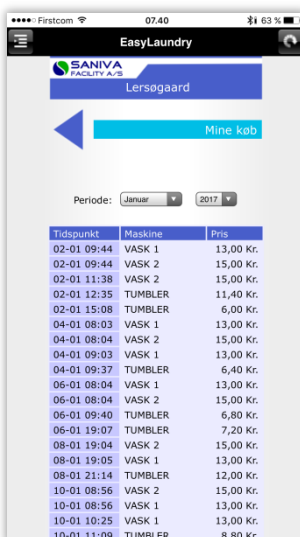 Firstcom 07.40 63 %
EasyLaundry
SANIVA
FACILITY A/S
Lersøgaard
Mine køb
Periode: Januar 2017
Tidspunkt Maskine Pris
02-01 09:44 VASK 1 13,00 Kr.
02-01 09:44 VASK 2 15,00 Kr.
02-01 11:38 VASK 2 15,00 Kr.
02-01 12:35 TUMBLER 11,40 Kr.
02-01 15:08 TUMBLER 6,00 Kr.
04-01 08:03 VASK 1 13,00 Kr.
04-01 08:04 VASK 2 15,00 Kr.
04-01 09:03 VASK 1 13,00 Kr.
04-01 09:37 TUMBLER 6,40 Kr.
06-01 08:04 VASK 1 13,00 Kr.
06-01 08:04 VASK 2 15,00 Kr.
06-01 09:40 TUMBLER 6,80 Kr.
06-01 19:07 TUMBLER 7,20 Kr.
08-01 19:04 VASK 2 15,00 Kr.
08-01 19:05 VASK 1 13,00 Kr.
08-01 21:14 TUMBLER 12,00 Kr.
10-01 08:56 VASK 2 15,00 Kr.
10-01 08:56 VASK 1 13,00 Kr.
10-01 10:25 VASK 1 13,00 Kr.
10-01 11:09 TUMBLER 8,80 Kr.